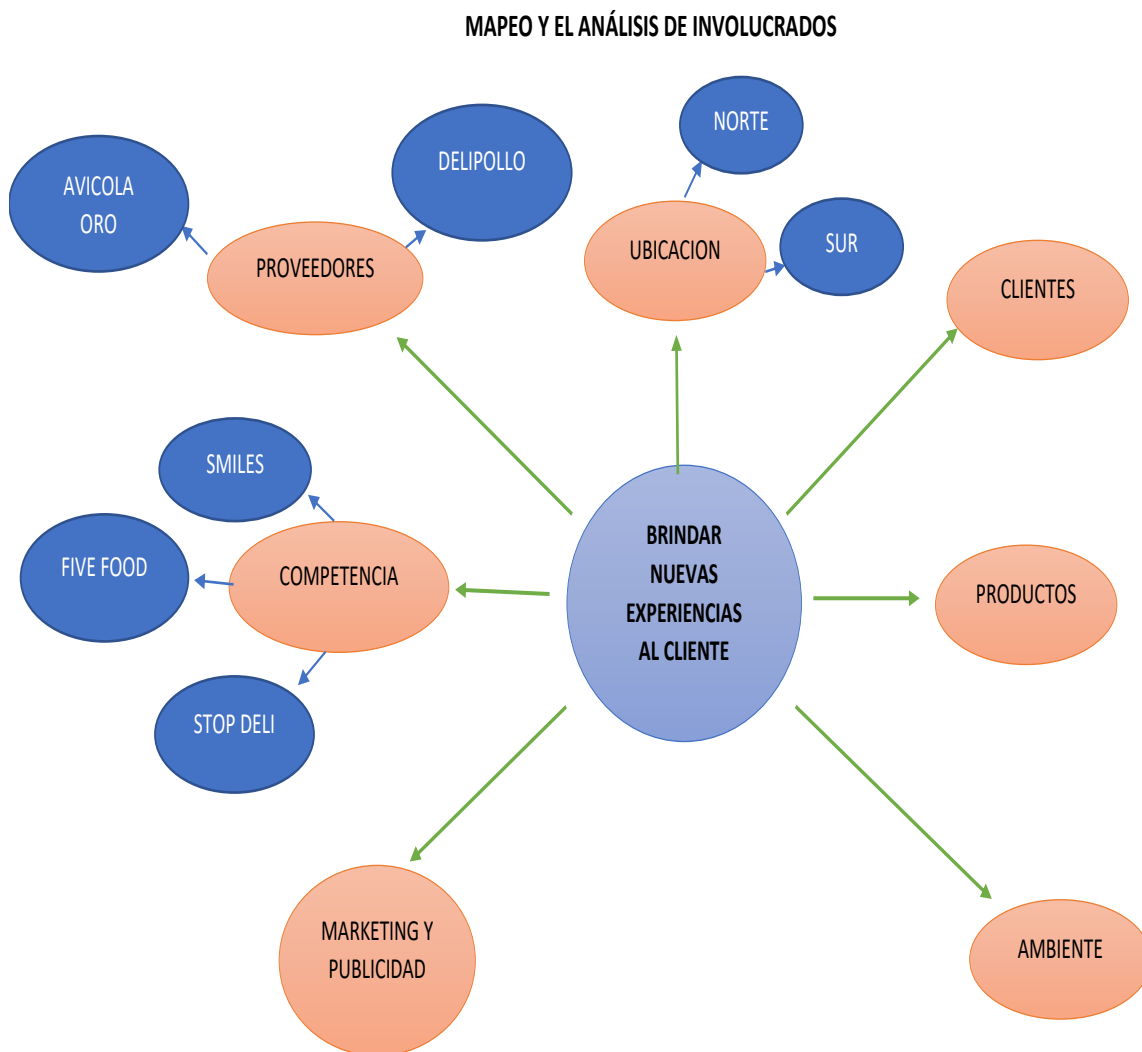 MAPEO Y EL ANÁLISIS DE INVOLUCRADOS
NORTE
DELIPOLLO
AVICOLA
ORO
SUR
UBICACION
PROVEEDORES
CLIENTES
SMILES
BRINDAR
NUEVAS
EXPERIENCIAS
AL CLIENTE
FIVE FOOD
COMPETENCIA
PRODUCTOS
STOP DELI
MARKETING Y
PUBLICIDAD
AMBIENTE